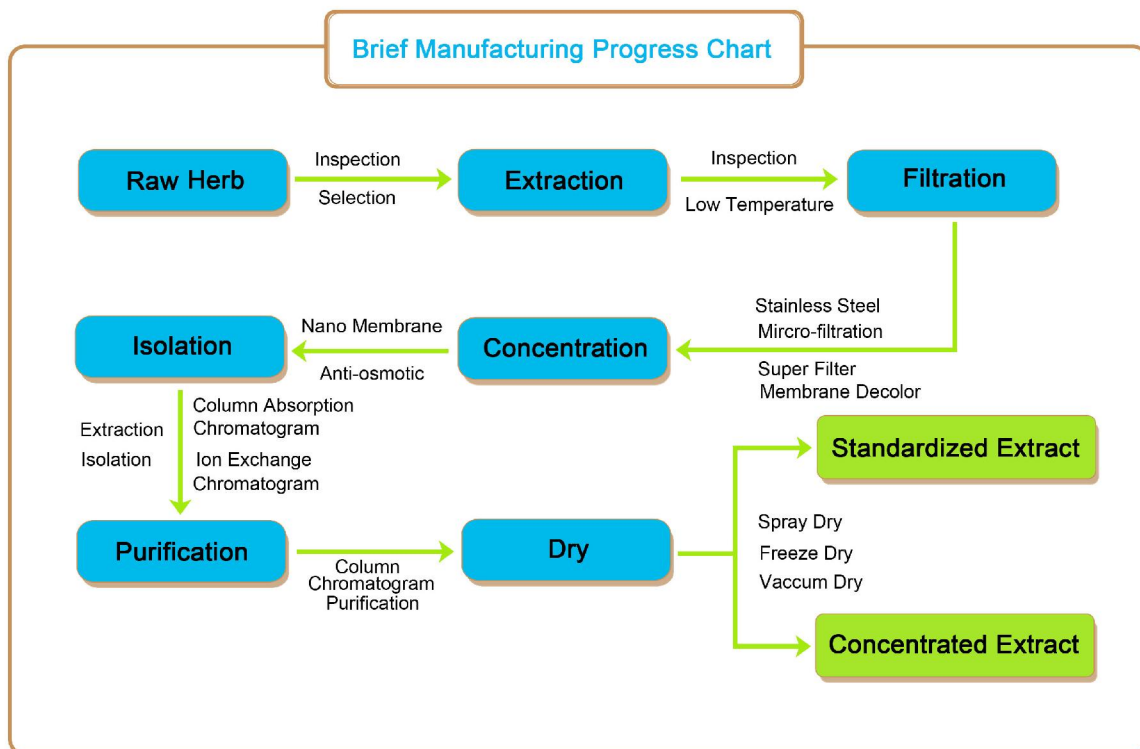 Brief Manufacturing Progress Chart
Raw Herb
Inspection
Selection
Extraction
Inspection
Low Temperature
Filtration
Stainless Steel
Mircro-filtration
Super Filter
Membrane Decolor
Concentration
Nano Membrane
Anti-osmotic
Isolation
Extraction
Isolation
Column Absorption
Chromatogram
Ion Exchange
Chromatogram
Purification
Column
Chromatogram
Purification
Dry
Spray Dry
Freeze Dry
Vaccum Dry
Standardized Extract
Concentrated Extract